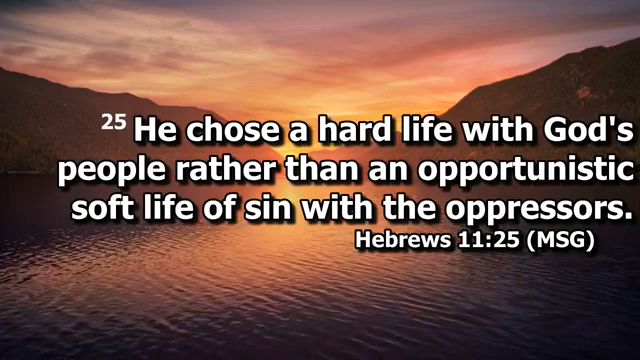 25 He chose a hard life with God's
people rather than an opportunistic
soft life of sin with the oppressors.
Hebrews 11:25 (MSG)